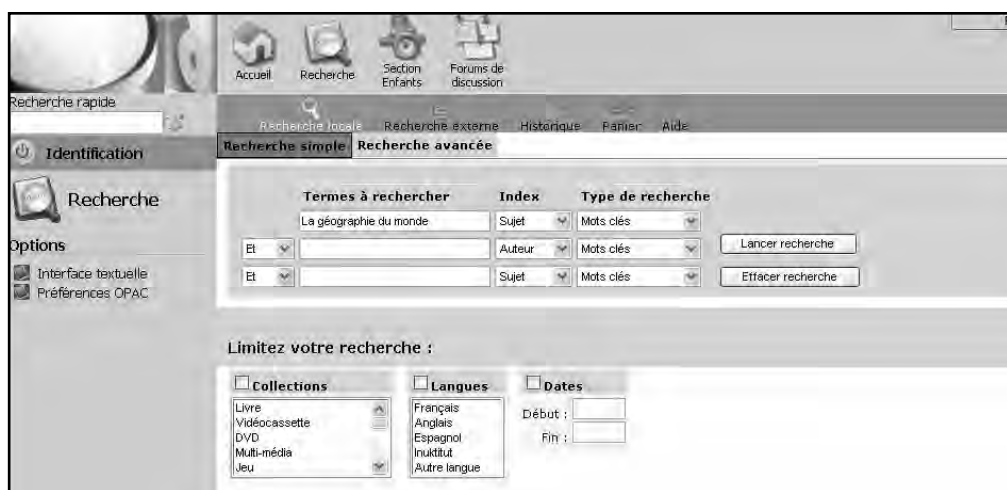 Accueil Recherche Section Enfants Forums de discussion
Recherche rapide
Recherche locale Recherche externe Historique Panier Aide
Recherche simple Recherche avancée
Identification
Recherche
Options
Interface textuelle
Préférences OPAC
Termes à rechercher Index Type de recherche
La géographie du monde Sujet Mots clés
Et Auteur Mots clés Lancer recherche
Et Sujet Mots clés Effacer recherche
Limitez votre recherche :
Collections Langues Dates
Livre Français Début :
Vidéocassette Anglais
DVD Espagnol Fin :
Multi-média Inuktitut
Jeu Autre langue